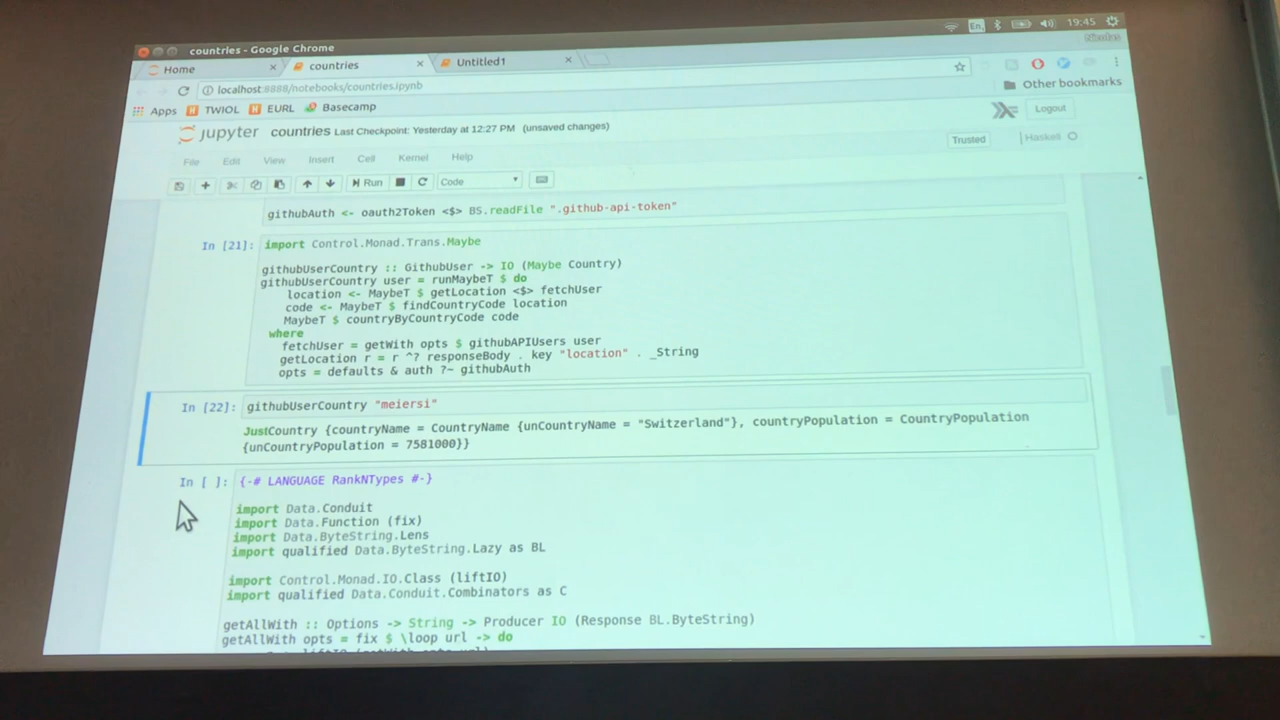 countries - Google Chrome
En
19:45
Nicolas
Home
countries
Untitled1
localhost:8888/notebooks/countries.ipynb
Apps TWIOL EURL Basecamp
Other bookmarks
jupyter countries Last Checkpoint: Yesterday at 12:27 PM (unsaved changes)
Logout
File Edit View Insert Cell Kernel Help
Trusted
Haskell
Run
Code
githubAuth <- oauth2Token <$> BS.readFile ".github-api-token"
In [21]: import Control.Monad.Trans.Maybe
githubUserCountry :: GithubUser -> IO (Maybe Country)
githubUserCountry user = runMaybeT $ do
location <- MaybeT $ getLocation <$> fetchUser
code <- MaybeT $ findCountryCode location
MaybeT $ countryByCountryCode code
where
fetchUser = getWith opts $ githubAPIUsers user
getLocation r = r ^? responseBody . key "location" . _String
opts = defaults & auth ?~ githubAuth
In [22]: githubUserCountry "meiersi"
JustCountry {countryName = CountryName {unCountryName = "Switzerland"}, countryPopulation = CountryPopulation
{unCountryPopulation = 7581000}}
In [ ]: {-# LANGUAGE RankNTypes #-}
import Data.Conduit
import Data.Function (fix)
import Data.ByteString.Lens
import qualified Data.ByteString.Lazy as BL
import Control.Monad.IO.Class (liftIO)
import qualified Data.Conduit.Combinators as C
getAllWith :: Options -> String -> Producer IO (Response BL.ByteString)
getAllWith opts = fix $ \loop url -> do